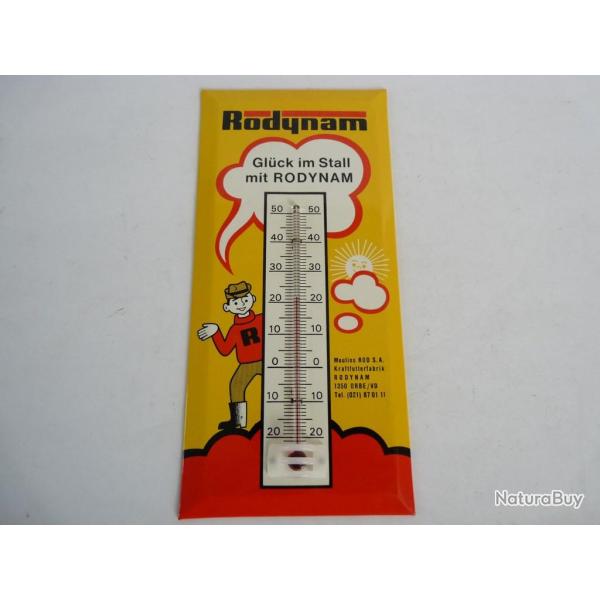 Rodynam
Glück im Stall
mit RODYNAM
50 50
40 40
30 30
20 20
10 10
0 0
10 10
20 20
R
Moulins ROD S.A.
Kraftfutterfabrik
RODYNAM
1350 ORBE/VD
Tel. (021) 87 01 11
NaturaBuy